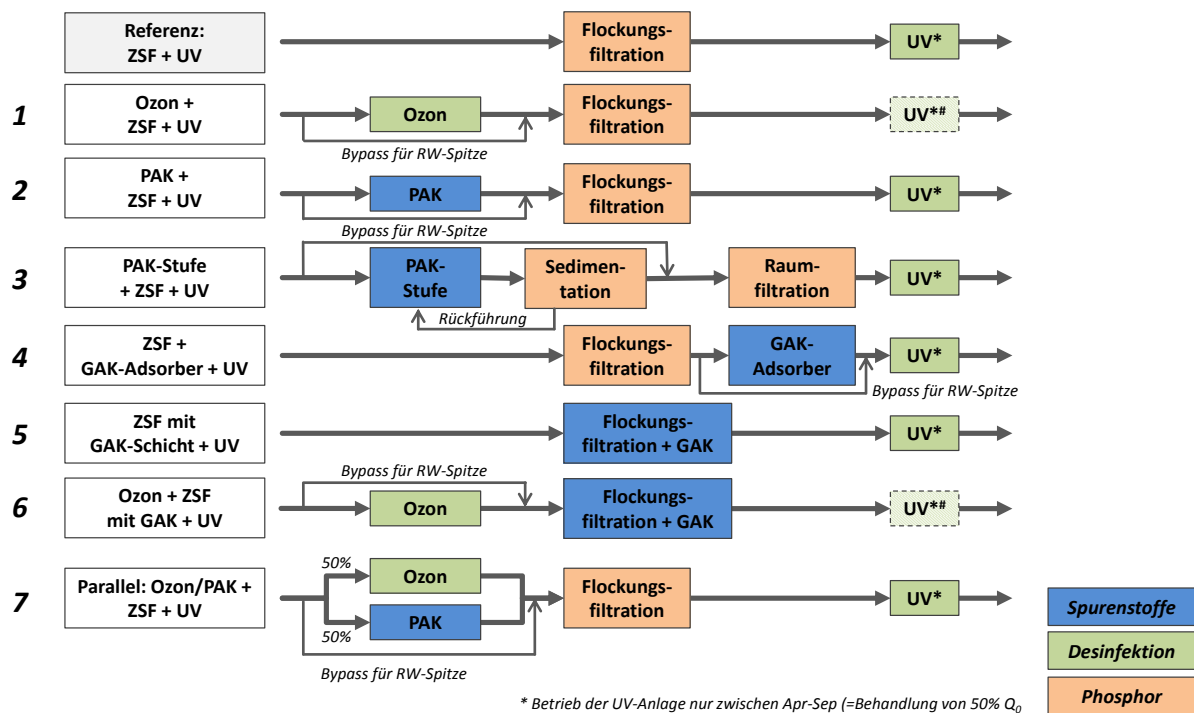 Referenz:
ZSF + UV
Flockungs-
filtration
UV*
1
Ozon +
ZSF + UV
Ozon
Bypass für RW-Spitze
Flockungs-
filtration
UV*#
2
PAK +
ZSF + UV
PAK
Bypass für RW-Spitze
Flockungs-
filtration
UV*
3
PAK-Stufe
+ ZSF + UV
PAK-
Stufe
Sedimen-
tation
Rückführung
Raum-
filtration
UV*
4
ZSF +
GAK-Adsorber + UV
Flockungs-
filtration
GAK-
Adsorber
UV*
Bypass für RW-Spitze
5
ZSF mit
GAK-Schicht + UV
Flockungs-
filtration + GAK
UV*
6
Ozon + ZSF
mit GAK + UV
Bypass für RW-Spitze
Ozon
Flockungs-
filtration + GAK
UV*#
7
Parallel: Ozon/PAK +
ZSF + UV
50%
Ozon
50%
PAK
Bypass für RW-Spitze
Flockungs-
filtration
UV*
Spurenstoffe
Desinfektion
Phosphor
* Betrieb der UV-Anlage nur zwischen Apr-Sep (=Behandlung von 50% Q0